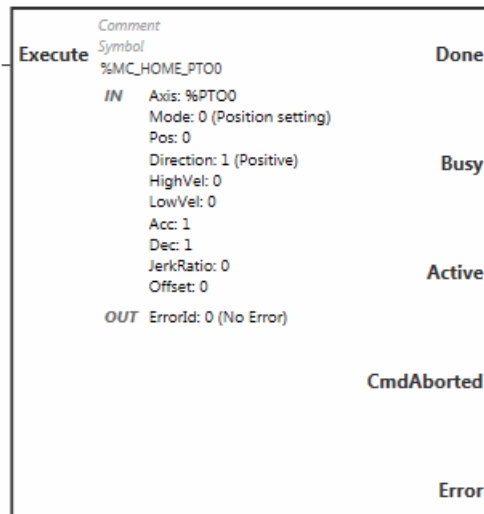 Comment
Execute Symbol Done
%MC_HOME_PTO0
IN Axis: %PTO0
Mode: 0 (Position setting)
Pos: 0
Direction: 1 (Positive) Busy
HighVel: 0
LowVel: 0
Acc: 1
Dec: 1
JerkRatio: 0 Active
Offset: 0
OUT ErrorId: 0 (No Error)
CmdAborted
Error